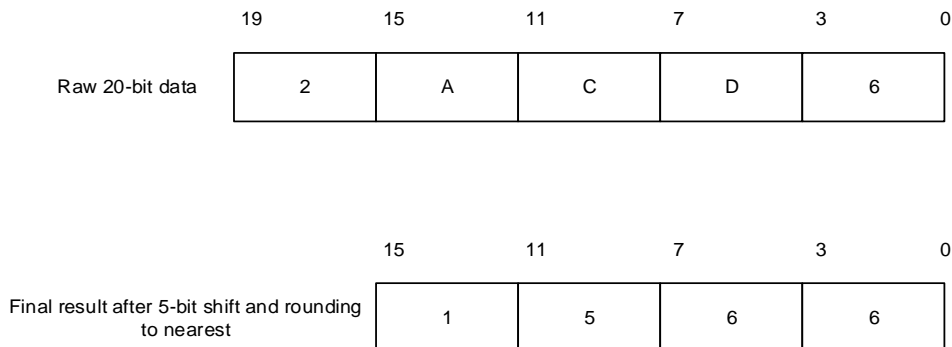 19 15 11 7 3 0
Raw 20-bit data 2 A C D 6
15 11 7 3 0
Final result after 5-bit shift and rounding
to nearest
1 5 6 6